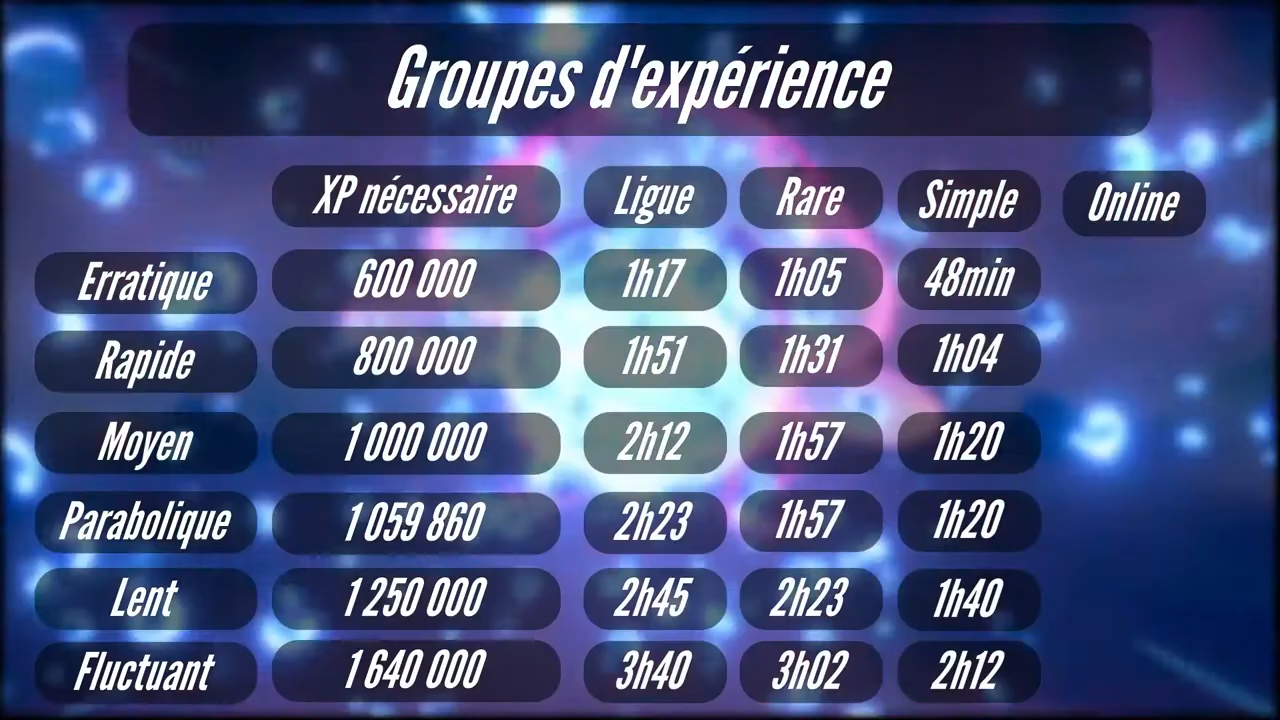 Groupes d'expérience
XP nécessaire Ligue Rare Simple Online
Erratique 600 000 1h17 1h05 48min
Rapide 800 000 1h51 1h31 1h04
Moyen 1 000 000 2h12 1h57 1h20
Parabolique 1 059 860 2h23 1h57 1h20
Lent 1 250 000 2h45 2h23 1h40
Fluctuant 1 640 000 3h40 3h02 2h12